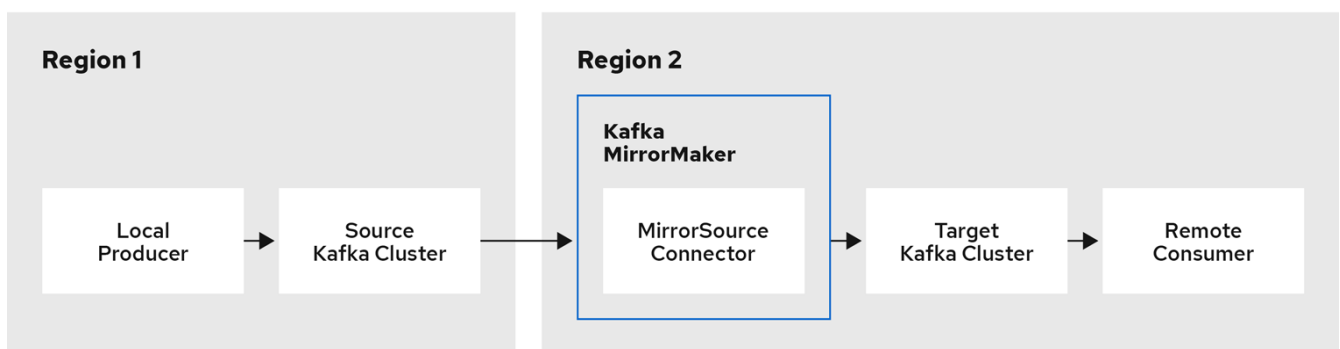 Region 1
Local
Producer
Source
Kafka Cluster
Region 2
Kafka
MirrorMaker
MirrorSource
Connector
Target
Kafka Cluster
Remote
Consumer